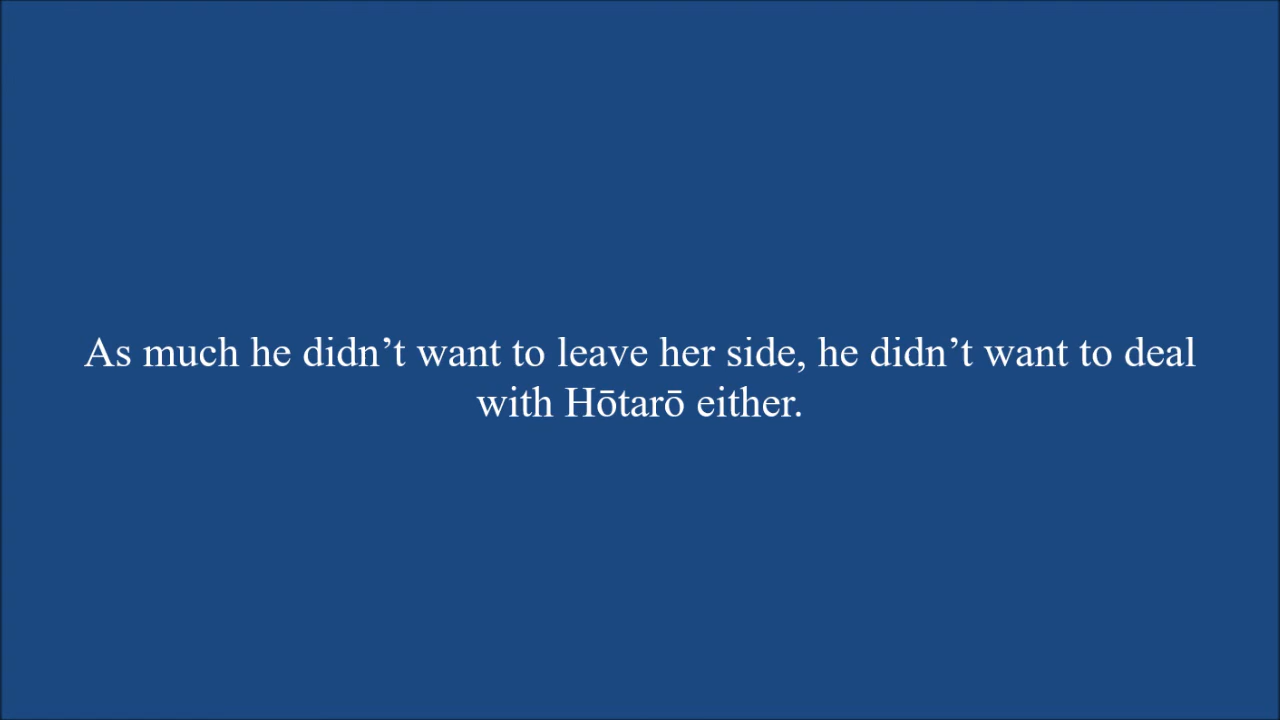 As much he didn’t want to leave her side, he didn’t want to deal
with Hōtarō either.